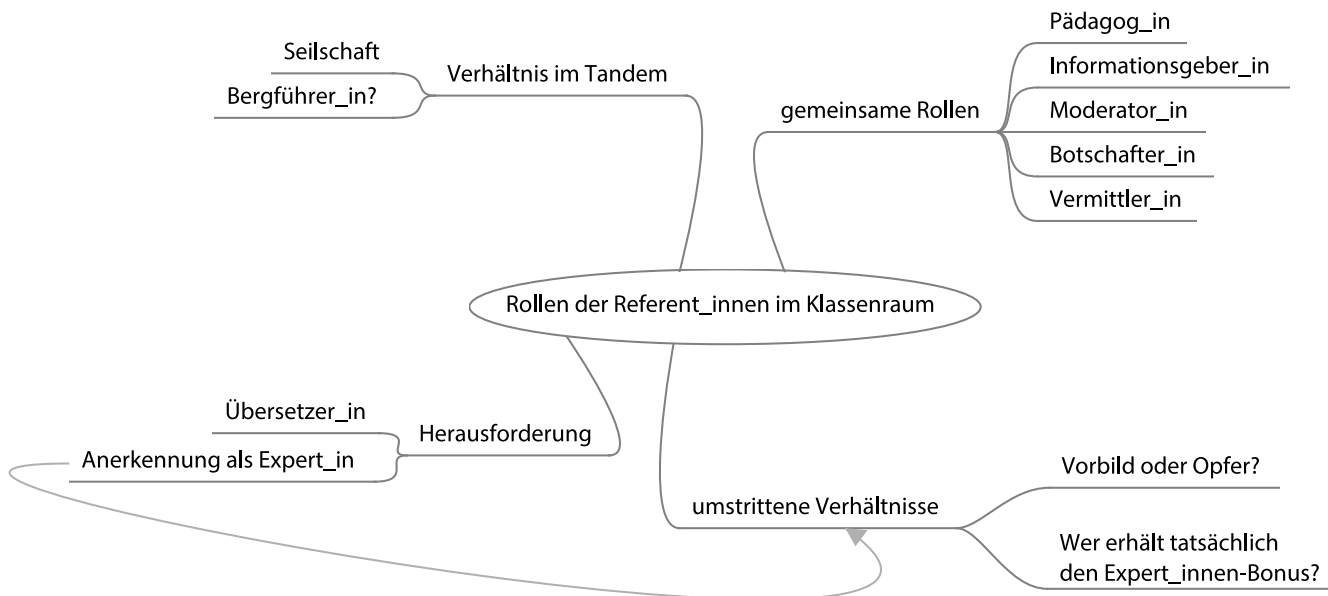 Seilschaft
Bergführer_in?
Verhältnis im Tandem
gemeinsame Rollen
Pädagog_in
Informationsgeber_in
Moderator_in
Botschafter_in
Vermittler_in
Rollen der Referent_innen im Klassenraum
Übersetzer_in
Anerkennung als Expert_in
Herausforderung
umstrittene Verhältnisse
Vorbild oder Opfer?
Wer erhält tatsächlich
den Expert_innen-Bonus?